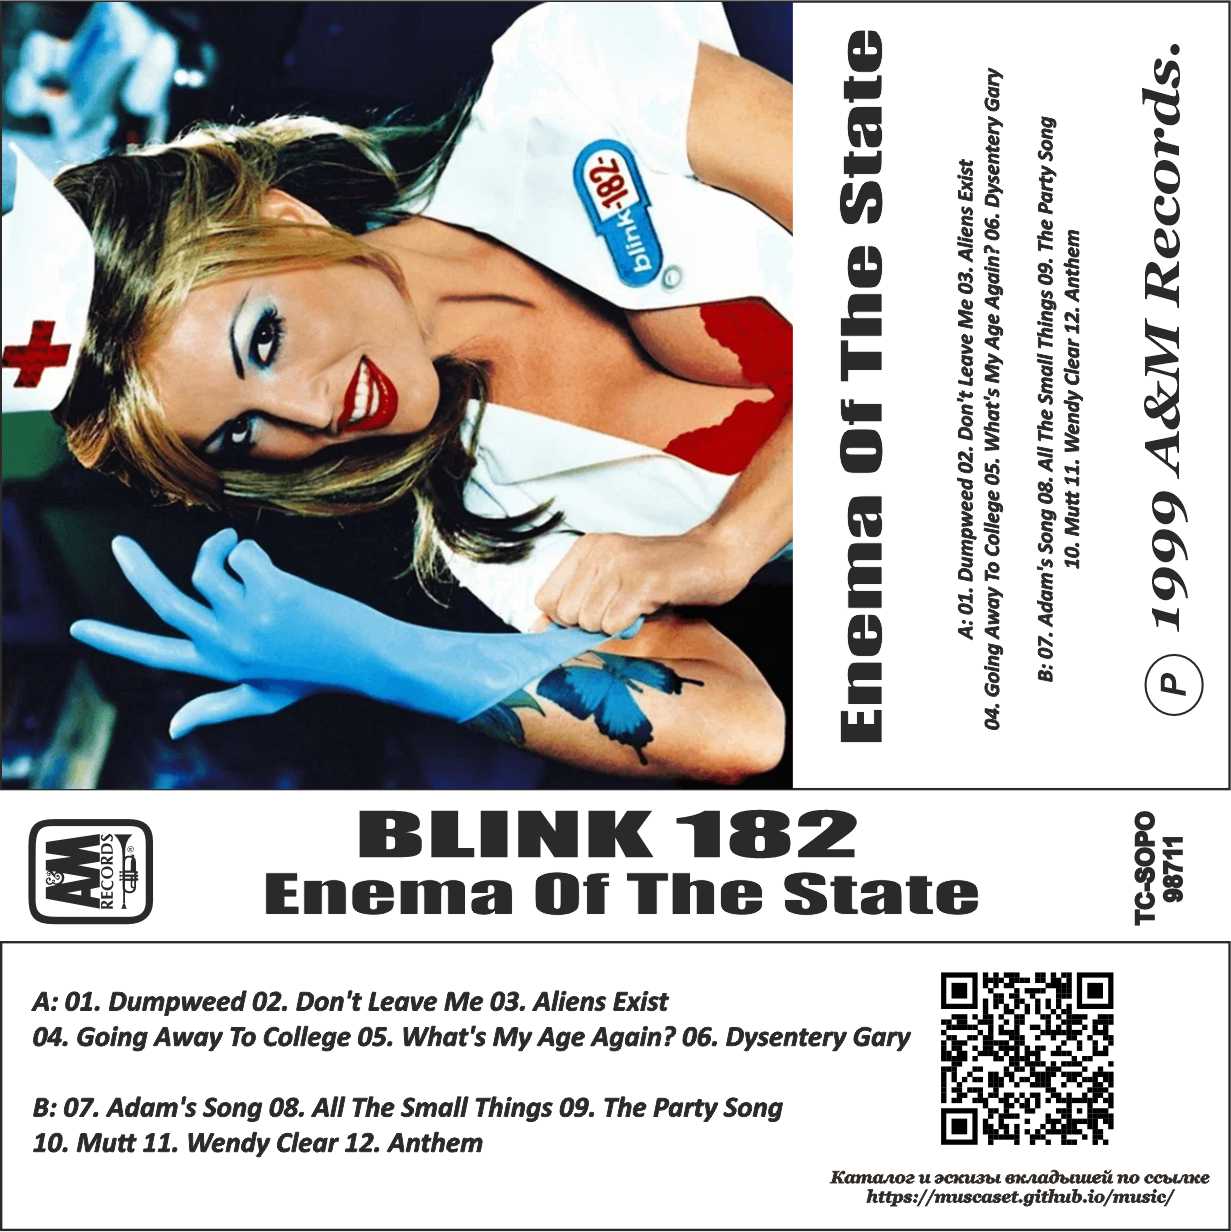 blink-182-
Enema Of The State
A: 01. Dumpweed 02. Don't Leave Me 03. Aliens Exist
04. Going Away To College 05. What's My Age Again? 06. Dysentery Gary
B: 07. Adam's Song 08. All The Small Things 09. The Party Song
10. Mutt 11. Wendy Clear 12. Anthem
P 1999 A&M Records.
A&M
RECORDS
®
BLINK 182
Enema Of The State
TC-SOPO
98711
A: 01. Dumpweed 02. Don't Leave Me 03. Aliens Exist
04. Going Away To College 05. What's My Age Again? 06. Dysentery Gary
B: 07. Adam's Song 08. All The Small Things 09. The Party Song
10. Mutt 11. Wendy Clear 12. Anthem
Каталог и эскизы вкладышей по ссылке
https://muscaset.github.io/music/